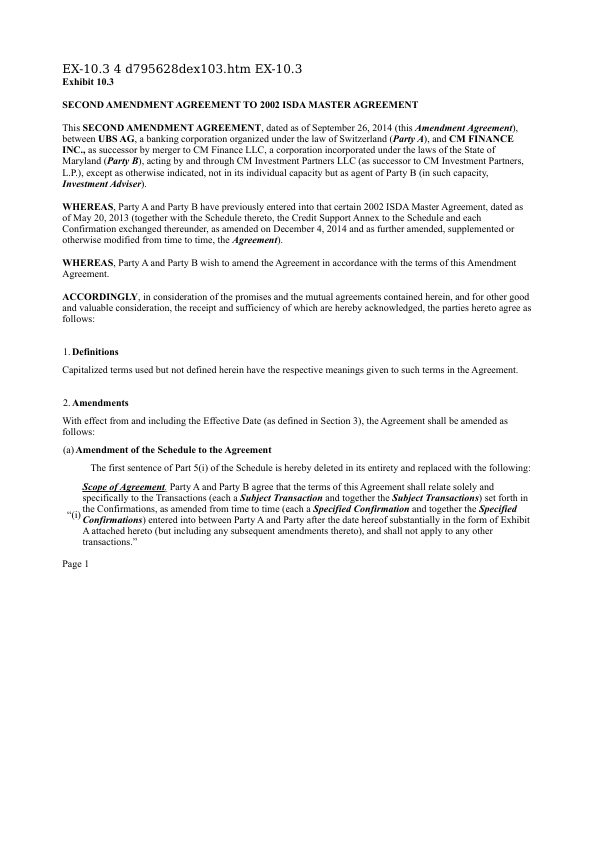 EX-10.3 4 d795628dex103.htm EX-10.3
Exhibit 10.3
SECOND AMENDMENT AGREEMENT TO 2002 ISDA MASTER AGREEMENT
This SECOND AMENDMENT AGREEMENT, dated as of September 26, 2014 (this Amendment Agreement),
between UBS AG, a banking corporation organized under the law of Switzerland (Party A), and CM FINANCE
INC., as successor by merger to CM Finance LLC, a corporation incorporated under the laws of the State of
Maryland (Party B), acting by and through CM Investment Partners LLC (as successor to CM Investment Partners,
L.P.), except as otherwise indicated, not in its individual capacity but as agent of Party B (in such capacity,
Investment Adviser).
WHEREAS, Party A and Party B have previously entered into that certain 2002 ISDA Master Agreement, dated as
of May 20, 2013 (together with the Schedule thereto, the Credit Support Annex to the Schedule and each
Confirmation exchanged thereunder, as amended on December 4, 2014 and as further amended, supplemented or
otherwise modified from time to time, the Agreement).
WHEREAS, Party A and Party B wish to amend the Agreement in accordance with the terms of this Amendment
Agreement.
ACCORDINGLY, in consideration of the promises and the mutual agreements contained herein, and for other good
and valuable consideration, the receipt and sufficiency of which are hereby acknowledged, the parties hereto agree as
follows:
1. Definitions
Capitalized terms used but not defined herein have the respective meanings given to such terms in the Agreement.
2. Amendments
With effect from and including the Effective Date (as defined in Section 3), the Agreement shall be amended as
follows:
(a) Amendment of the Schedule to the Agreement
The first sentence of Part 5(i) of the Schedule is hereby deleted in its entirety and replaced with the following:
Scope of Agreement. Party A and Party B agree that the terms of this Agreement shall relate solely and
specifically to the Transactions (each a Subject Transaction and together the Subject Transactions) set forth in
the Confirmations, as amended from time to time (each a Specified Confirmation and together the Specified
“(i) Confirmations) entered into between Party A and Party after the date hereof substantially in the form of Exhibit
A attached hereto (but including any subsequent amendments thereto), and shall not apply to any other
transactions.”
Page 1